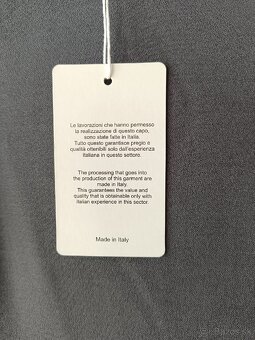 Le lavorazioni che hanno permesso
la realizzazione di questo capo,
sono state fatte in Italia.
Tutto questo garantisce pregio e
qualità ottenibili solo dall'esperienza
italiana in questo settore.
The processing that goes into
the production of this garment are
made in Italy
This guarantees the value and
quality that is obtainable only with
Italian experience in this sector.
Made in Italy